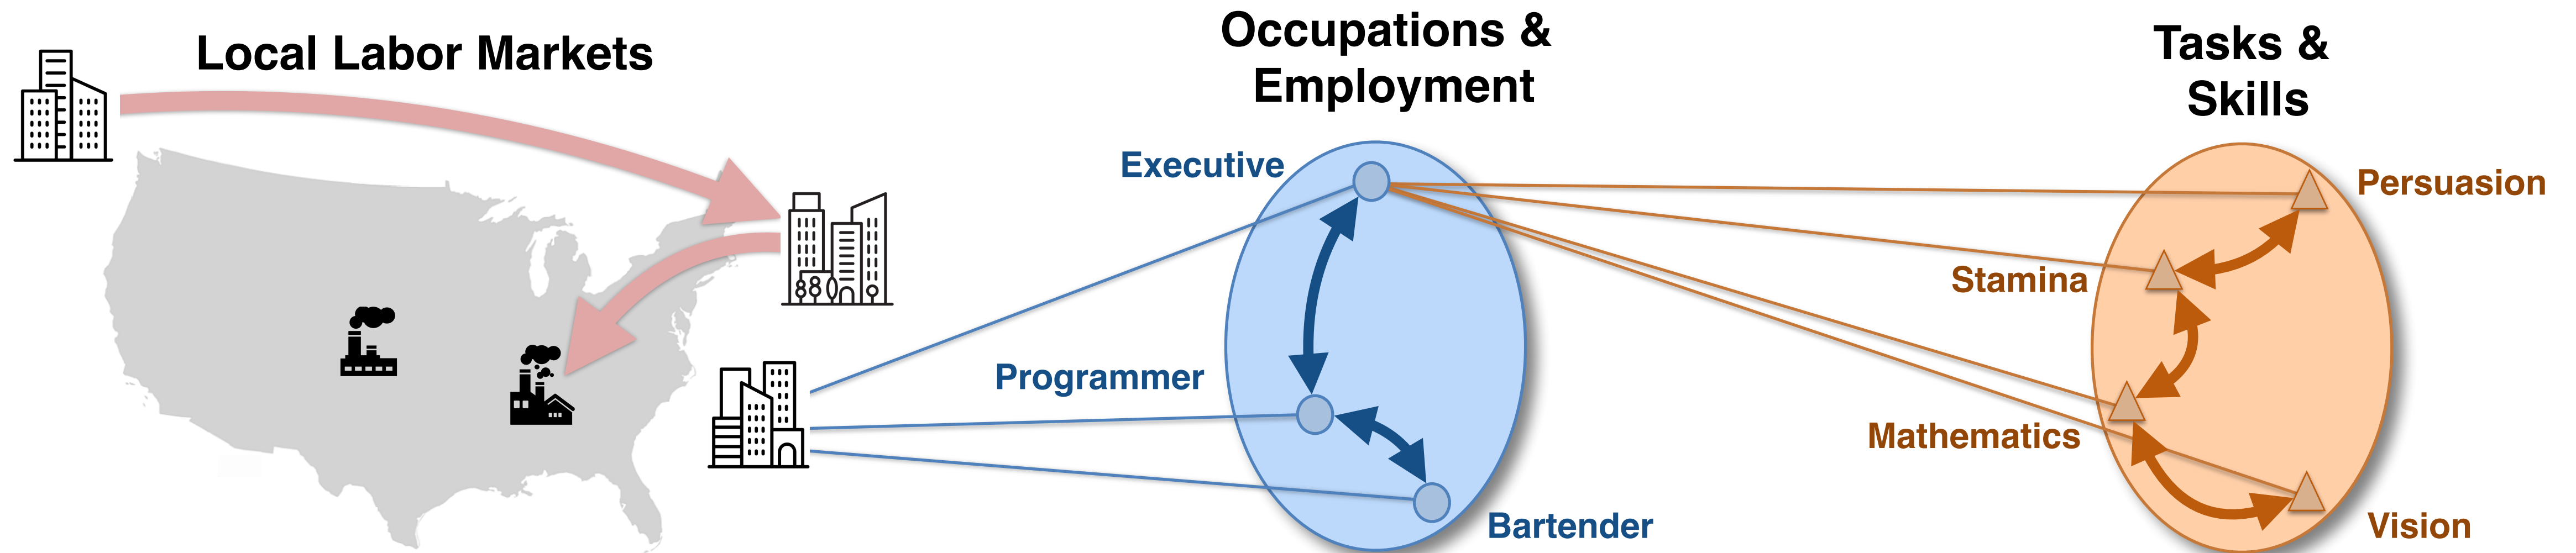 Local Labor Markets
Occupations &
Employment
Tasks &
Skills
Executive
Programmer
Bartender
Persuasion
Stamina
Mathematics
Vision